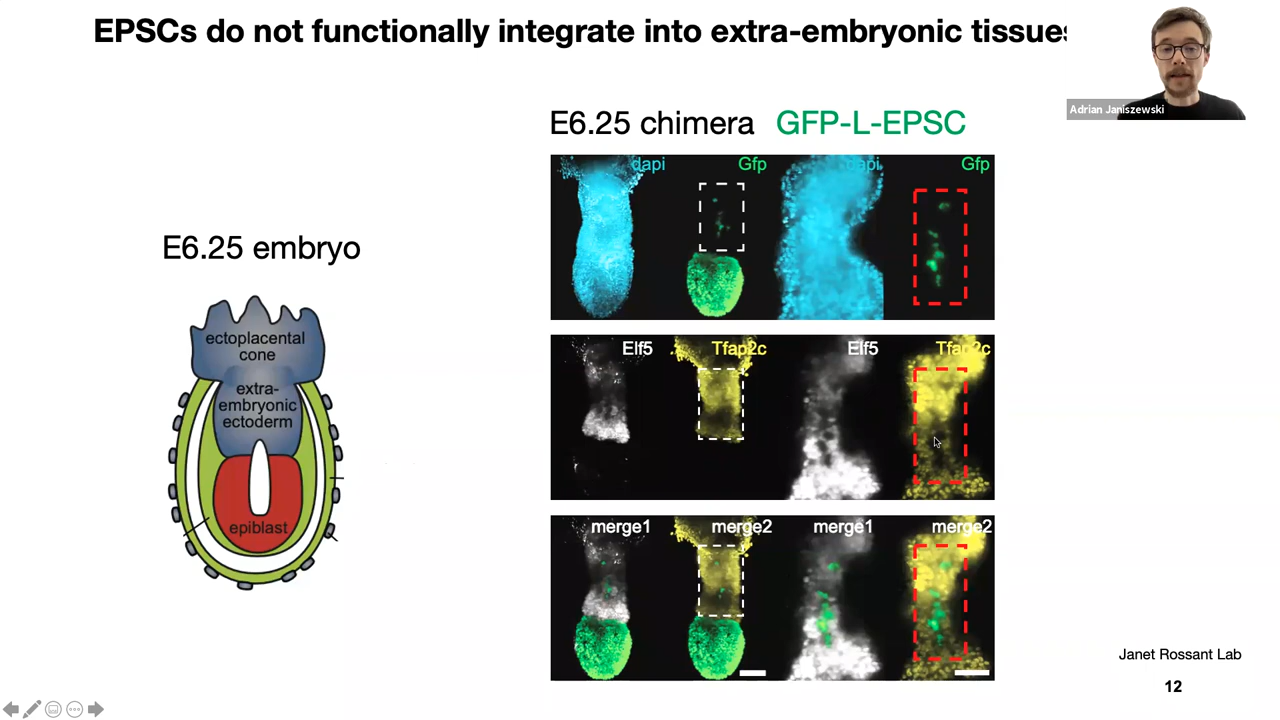 EPSCs do not functionally integrate into extra-embryonic tissues
Adrian Janiszewski
E6.25 chimera GFP-L-EPSC
dapi Gfp dapi Gfp
E6.25 embryo
ectoplacental
cone
extra-
embryonic
ectoderm
epiblast
Elf5 Tfap2c Elf5 Tfap2c
merge1 merge2 merge1 merge2
Janet Rossant Lab
12